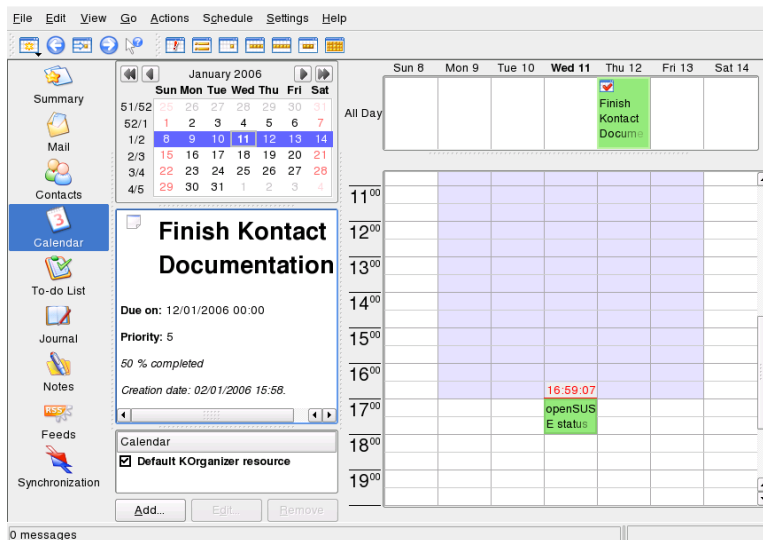 File Edit View Go Actions Schedule Settings Help
Summary
Mail
Contacts
3
Calendar
To-do List
Journal
Notes
RSS
Feeds
Synchronization
January 2006
Sun Mon Tue Wed Thu Fri Sat
51/52 25 26 27 28 29 30 31
52/1 1 2 3 4 5 6 7
1/2 8 9 10 11 12 13 14
2/3 15 16 17 18 19 20 21
3/4 22 23 24 25 26 27 28
4/5 29 30 31 1 2 3 4
Finish Kontact
Documentation
Due on: 12/01/2006 00:00
Priority: 5
50 % completed
Creation date: 02/01/2006 15:58.
Calendar
Default KOrganizer resource
Add... Edit... Remove
Sun 8 Mon 9 Tue 10 Wed 11 Thu 12 Fri 13 Sat 14
All Day
Finish
Kontact
Docume
11 00
12 00
13 00
14 00
15 00
16 00
16:59:07
17 00
openSUS
E status
18 00
19 00
0 messages